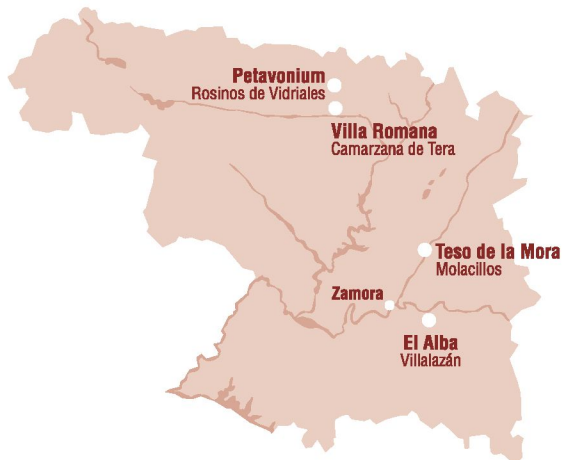 Petavonium
Rosinos de Vidriales
Villa Romana
Camarzana de Tera
Teso de la Mora
Molacillos
Zamora
El Alba
Villalazán